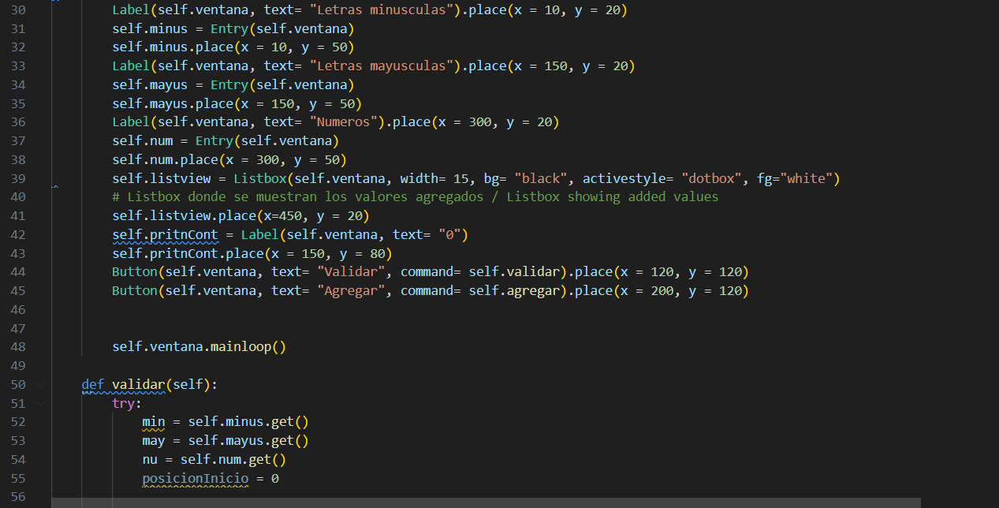 30 Label(self.ventana, text= "Letras minusculas").place(x = 10, y = 20)
31 self.minus = Entry(self.ventana)
32 self.minus.place(x = 10, y = 50)
33 Label(self.ventana, text= "Letras mayusculas").place(x = 150, y = 20)
34 self.mayus = Entry(self.ventana)
35 self.mayus.place(x = 150, y = 50)
36 Label(self.ventana, text= "Numeros").place(x = 300, y = 20)
37 self.num = Entry(self.ventana)
38 self.num.place(x = 300, y = 50)
39 self.listview = Listbox(self.ventana, width= 15, bg= "black", activestyle= "dotbox", fg="white")
40 # Listbox donde se muestran los valores agregados / Listbox showing added values
41 self.listview.place(x=450, y = 20)
42 self.pritnCont = Label(self.ventana, text= "0")
43 self.pritnCont.place(x = 150, y = 80)
44 Button(self.ventana, text= "Validar", command= self.validar).place(x = 120, y = 120)
45 Button(self.ventana, text= "Agregar", command= self.agregar).place(x = 200, y = 120)
46
47
48 self.ventana.mainloop()
49
50 def validar(self):
51 try:
52 min = self.minus.get()
53 may = self.mayus.get()
54 nu = self.num.get()
55 posicionInicio = 0
56